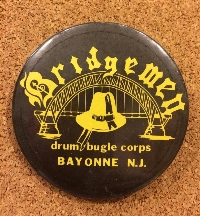 Bridgemen
drum/bugle corps
BAYONNE N.J.